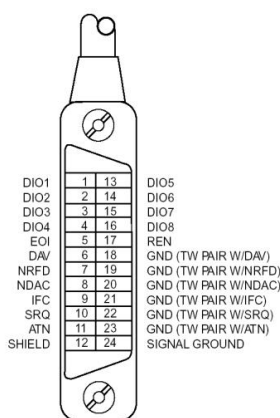 DIO1 1 13 DIO5
DIO2 2 14 DIO6
DIO3 3 15 DIO7
DIO4 4 16 DIO8
EOI 5 17 REN
DAV 6 18 GND (TW PAIR W/DAV)
NRFD 7 19 GND (TW PAIR W/NRFD)
NDAC 8 20 GND (TW PAIR W/NDAC)
IFC 9 21 GND (TW PAIR W/IFC)
SRQ 10 22 GND (TW PAIR W/SRQ)
ATN 11 23 GND (TW PAIR W/ATN)
SHIELD 12 24 SIGNAL GROUND